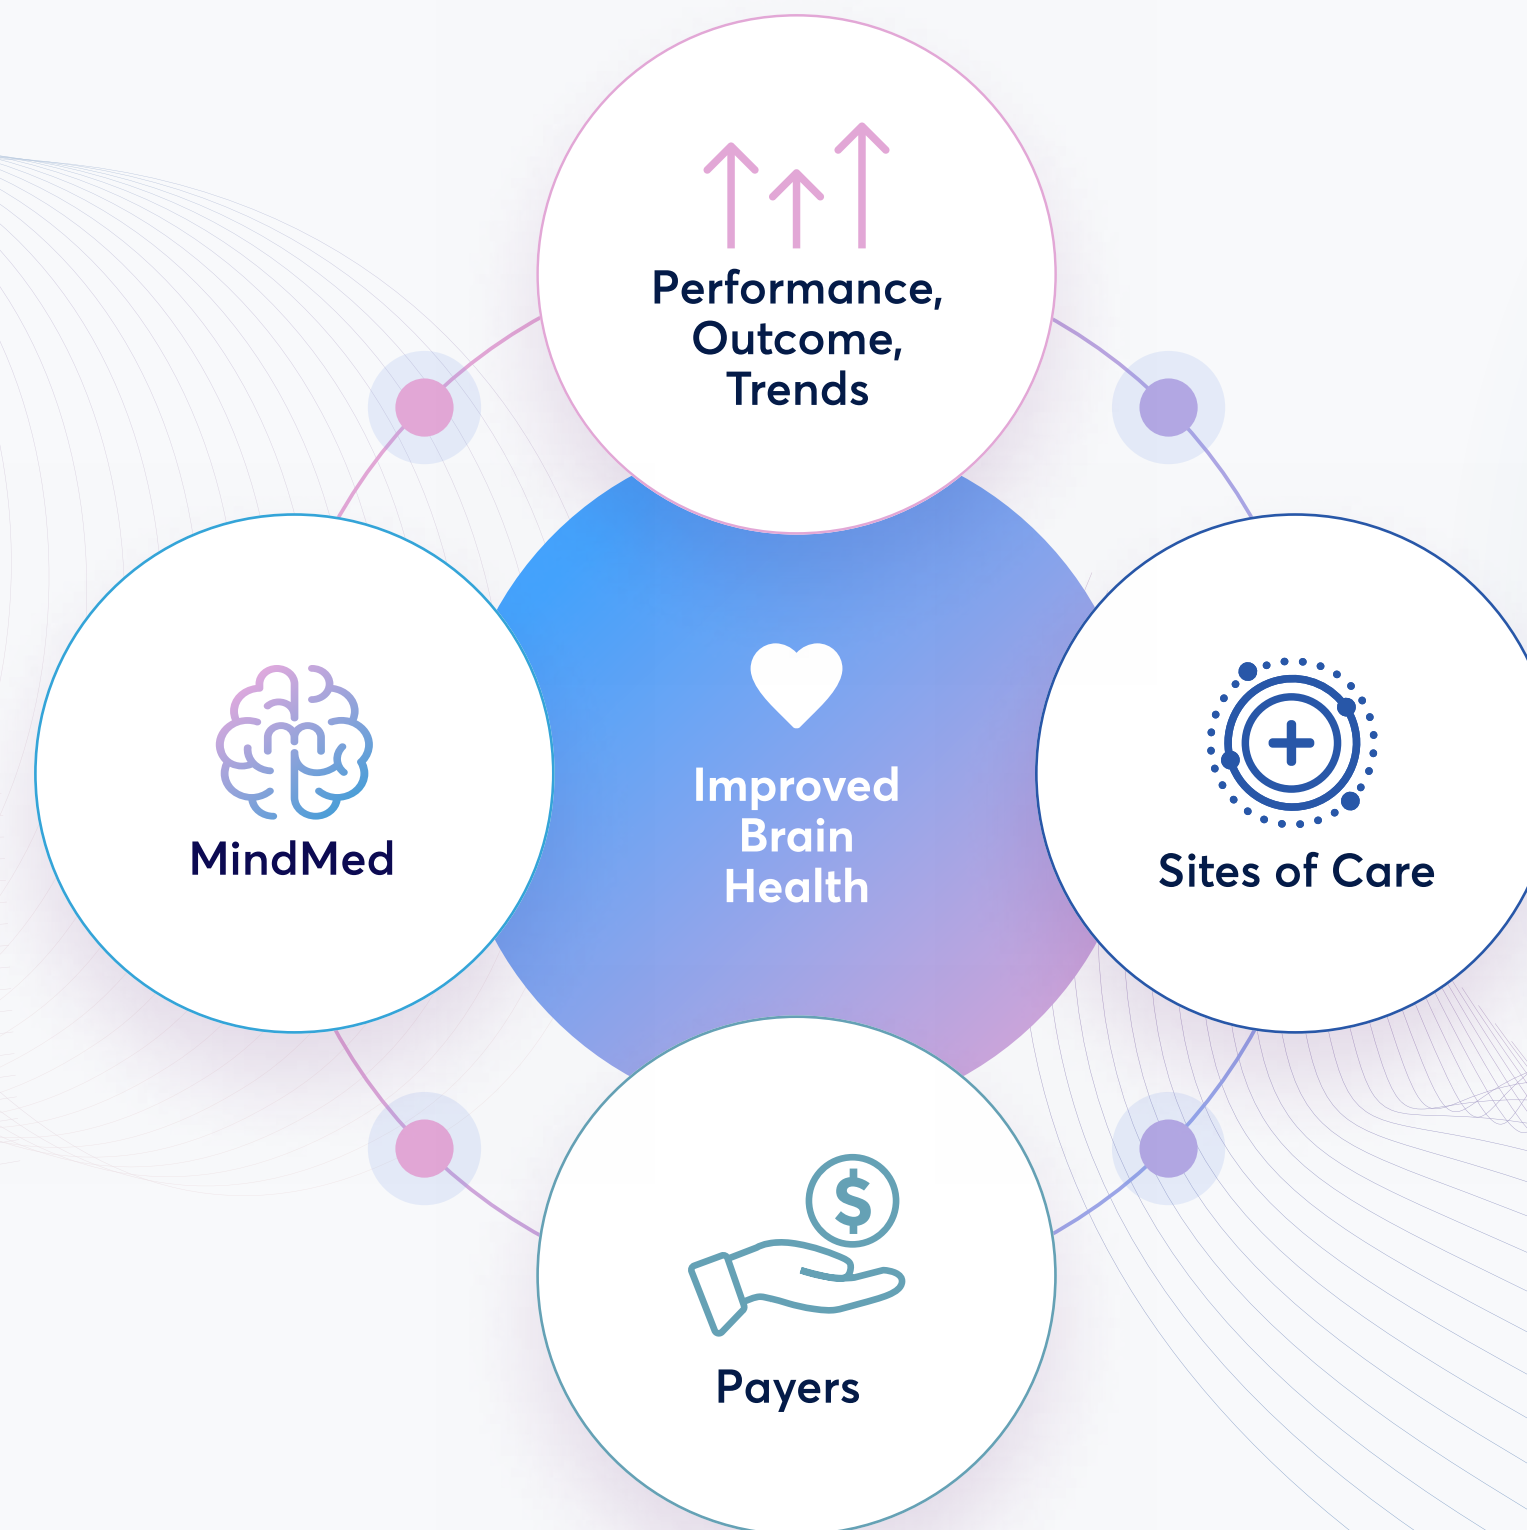 Performance,
Outcome,
Trends
MindMed
Improved
Brain
Health
Sites of Care
$
Payers